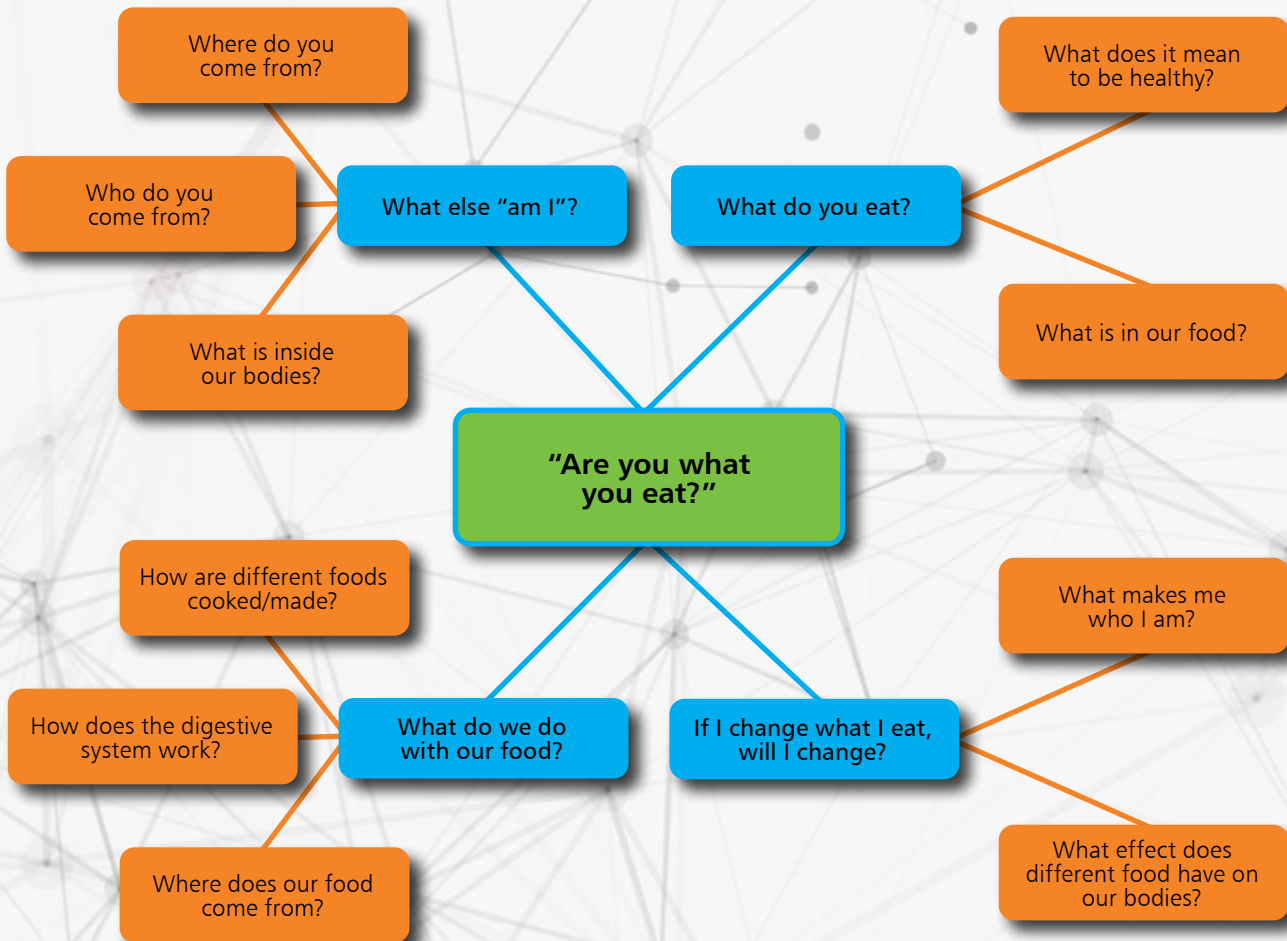 Where do you
come from?
What does it mean
to be healthy?
Who do you
come from?
What else “am I”?
What do you eat?
What is inside
our bodies?
What is in our food?
“Are you what
you eat?”
How are different foods
cooked/made?
What makes me
who I am?
How does the digestive
system work?
What do we do
with our food?
If I change what I eat,
will I change?
Where does our food
come from?
What effect does
different food have on
our bodies?